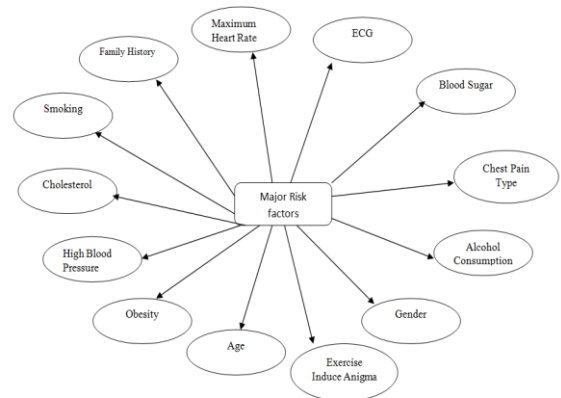 Maximum
Heart Rate
ECG
Family History
Blood Sugar
Smoking
Chest Pain
Type
Cholesterol
Major Risk
factors
High Blood
Pressure
Alcohol
Consumption
Obesity
Gender
Age
Exercise
Induce Anigma